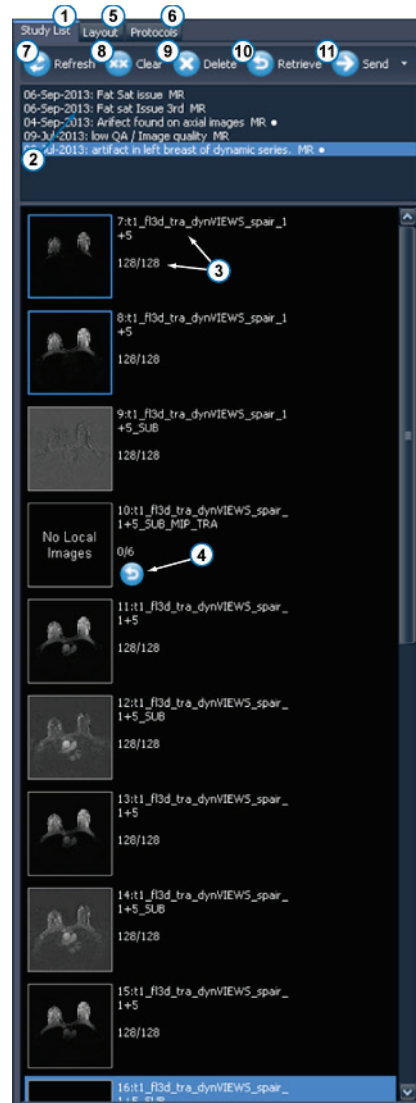 1 5 6
Study List Layout Protocols
7 Refresh 8 Clear 9 Delete 10 Retrieve 11 Send
06-Sep-2013: Fat Sat issue MR
06-Sep-2013: Fat sat Issue 3rd MR
04-Sep-2013: Arifect found on axial images MR ●
09-Jul-2013: low QA / Image quality MR
2 Jul-2013: artifact in left breast of dynamic series. MR ●
7:t1_fl3d_tra_dynVIEWS_spair_1
+5
128/128
3
8:t1_fl3d_tra_dynVIEWS_spair_1
+5
128/128
9:t1_fl3d_tra_dynVIEWS_spair_1
+5_SUB
128/128
10:t1_fl3d_tra_dynVIEWS_spair_
1+5_SUB_MIP_TRA
No Local
Images
0/6
4
11:t1_fl3d_tra_dynVIEWS_spair_
1+5
128/128
12:t1_fl3d_tra_dynVIEWS_spair_
1+5_SUB
128/128
13:t1_fl3d_tra_dynVIEWS_spair_
1+5
128/128
14:t1_fl3d_tra_dynVIEWS_spair_
1+5_SUB
128/128
15:t1_fl3d_tra_dynVIEWS_spair_
1+5
128/128
16:t1_fl3d_tra_dynVIEWS_spair_
1+5_SUB